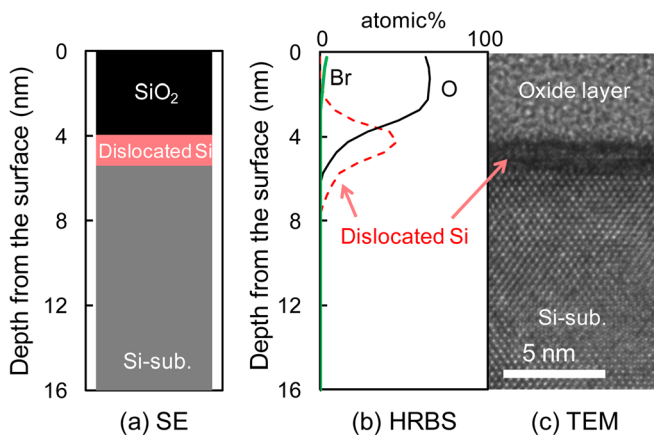 Depth from the surface (nm)
0
4
8
12
16
SiO₂
Dislocated Si
Si-sub.
(a) SE
atomic%
0
100
Depth from the surface (nm)
0
4
8
12
16
Br
O
Dislocated Si
(b) HRBS
Oxide layer
Si-sub.
5 nm
(c) TEM